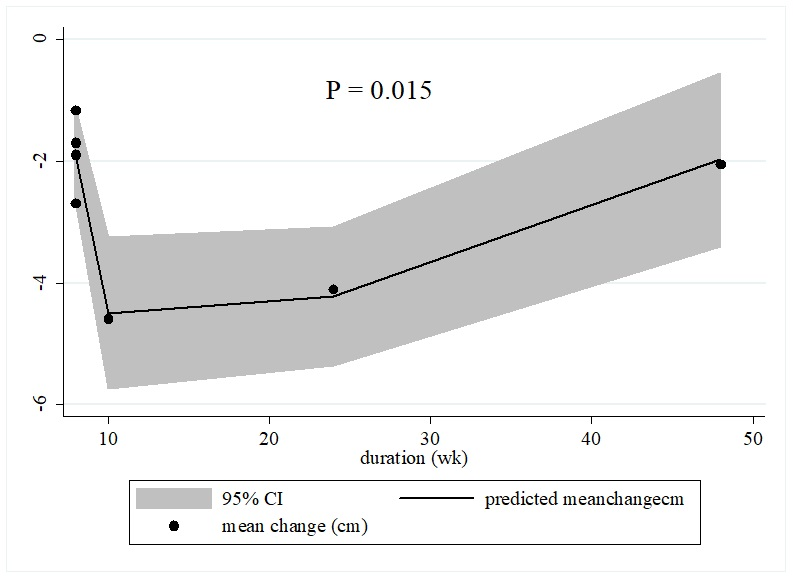 P = 0.015
0
-2
-4
-6
10 20 30 40 50
duration (wk)
95% CI predicted meanchangecm
mean change (cm)